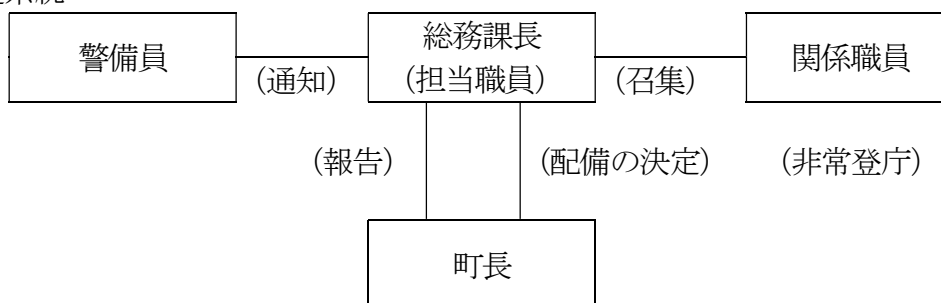 警備員
総務課長
(担当職員)
関係職員
(通知)
(召集)
(報告)
(配備の決定)
(非常登庁)
町長